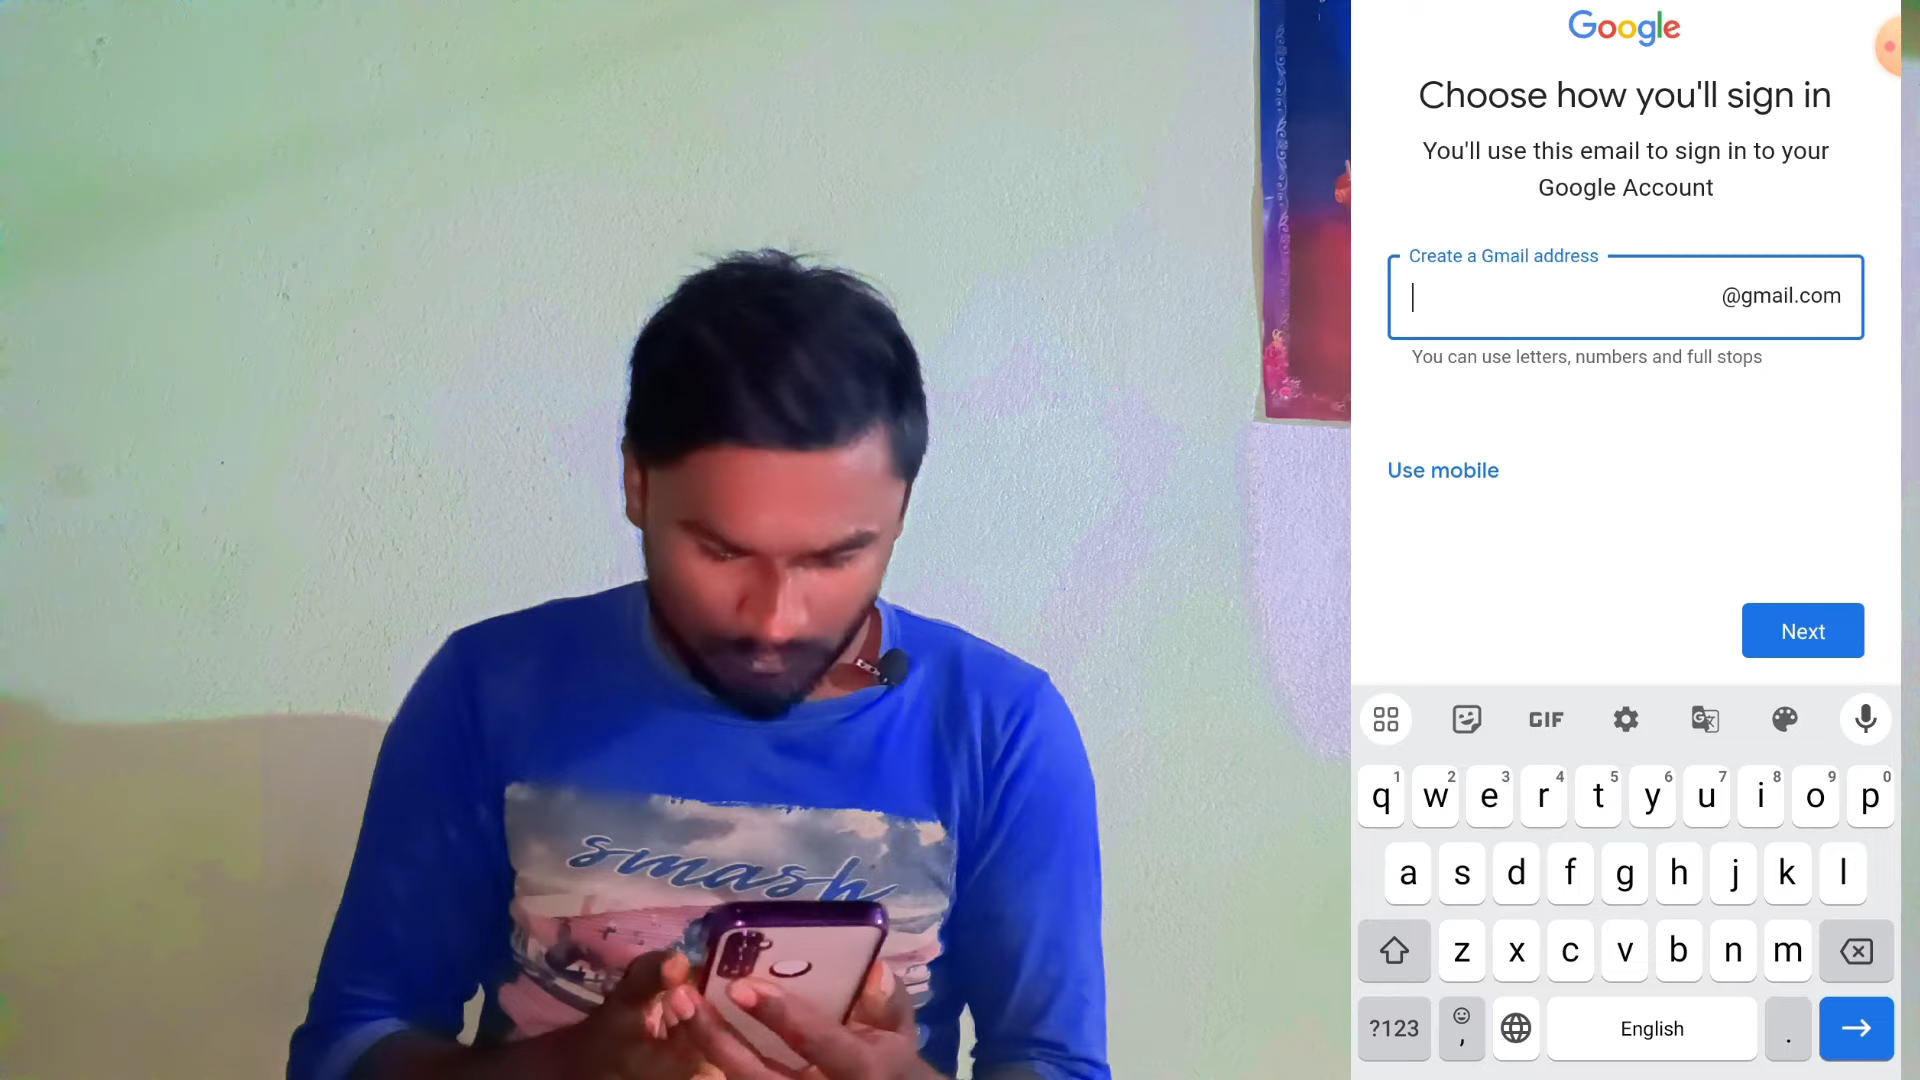 Google
Choose how you'll sign in
You'll use this email to sign in to your
Google Account
Create a Gmail address
@gmail.com
You can use letters, numbers and full stops
Use mobile
Next
GIF
1 2 3 4 5 6 7 8 9 0
q w e r t y u i o p
a s d f g h j k l
z x c v b n m
?123 , English .
smash